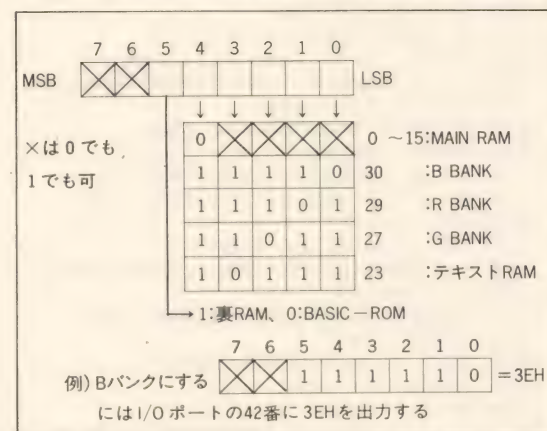 7 6 5 4 3 2 1 0
MSB LSB
×は0でも、
1でも可
0 0 ~15:MAIN RAM
1 1 1 1 0 30 :B BANK
1 1 1 0 1 29 :R BANK
1 1 0 1 1 27 :G BANK
1 0 1 1 1 23 :テキストRAM
1:裏RAM、0:BASIC-ROM
7 6 5 4 3 2 1 0
例) Bバンクにする 1 1 1 1 1 0 =3EH
にはI/Oポートの42番に3EHを出力する